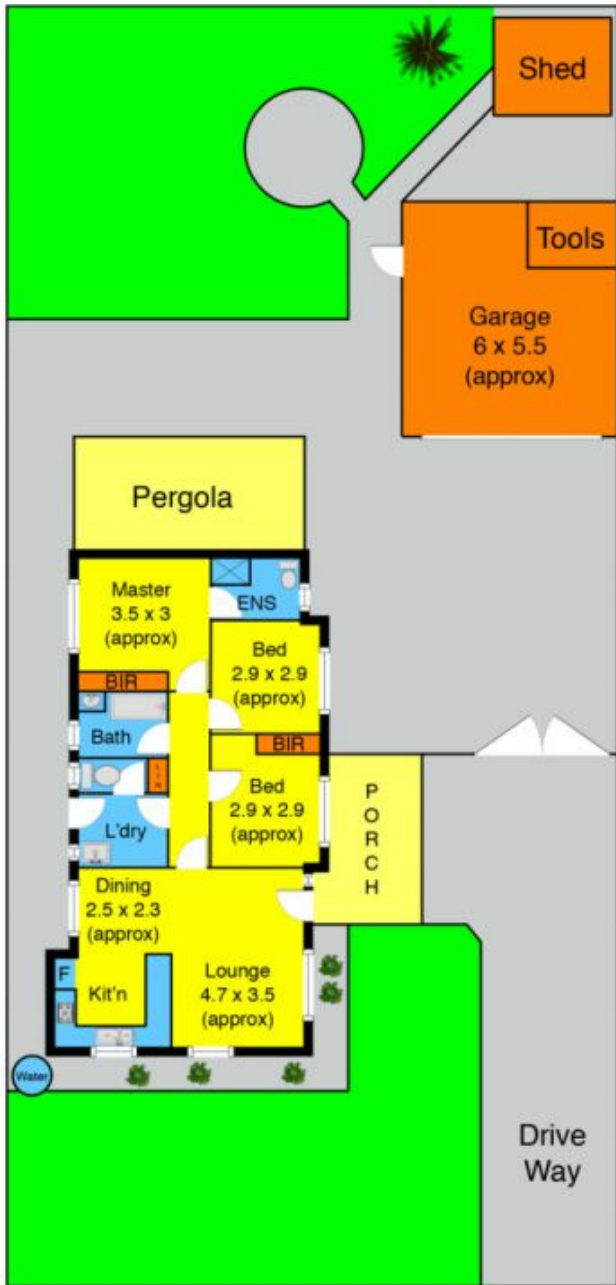 Shed
Tools
Garage
6 x 5.5
(approx)
Pergola
Master
3.5 x 3
(approx)
ENS
Bed
2.9 x 2.9
(approx)
BIR
Bath
BIR
LIN
Bed
2.9 x 2.9
(approx)
PORCH
L'dry
Dining
2.5 x 2.3
(approx)
F
Kit'n
Lounge
4.7 x 3.5
(approx)
Water
Drive
Way